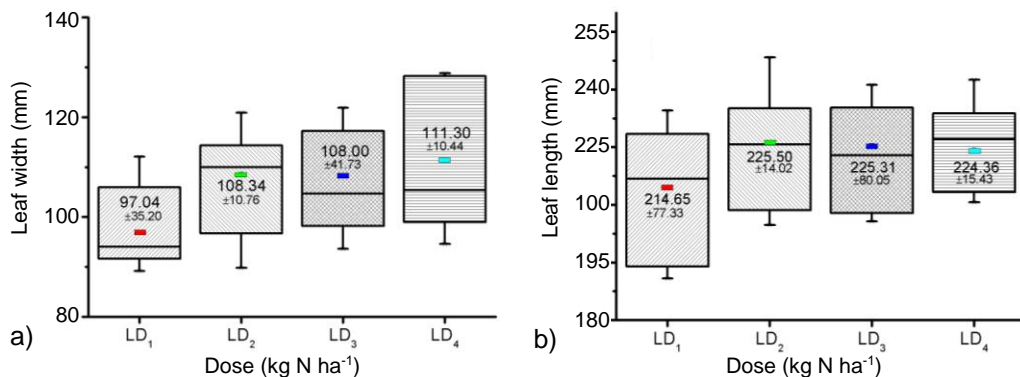 a)
Leaf width (mm)
140
120
100
80
97.04
±35.20
108.34
±10.76
108.00
±41.73
111.30
±10.44
LD₁
LD₂
LD₃
LD₄
Dose (kg N ha⁻¹)
b)
Leaf length (mm)
255
240
225
100
195
180
214.65
±77.33
225.50
±14.02
225.31
±80.05
224.36
±15.43
LD₁
LD₂
LD₃
LD₄
Dose (kg N ha⁻¹)